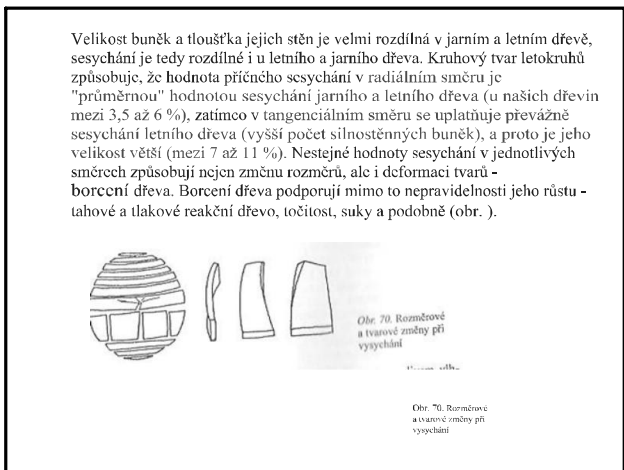 Velikost buněk a tloušťka jejich stěn je velmi rozdílná v jarním a letním dřevě,
sesychání je tedy rozdílné i u letního a jarního dřeva. Kruhový tvar letokruhů
způsobuje, že hodnota příčného sesychání v radiálním směru je
"průměrnou" hodnotou sesychání jarního a letního dřeva (u našich dřevin
mezi 3,5 až 6 %), zatímco v tangenciálním směru se uplatňuje převážně
sesychání letního dřeva (vyšší počet silnostěnných buněk), a proto je jeho
velikost větší (mezi 7 až 11 %). Nestejné hodnoty sesychání v jednotlivých
směrech způsobují nejen změnu rozměrů, ale i deformaci tvarů -
borcení dřeva. Borcení dřeva podporují mimo to nepravidelnosti jeho růstu -
tahové a tlakové reakční dřevo, točitost, suky a podobně (obr. ).
Obr. 70. Rozměrové
a tvarové změny při
vysychání
Obr. 70. Rozměrové
a tvarové změny při
vysychání